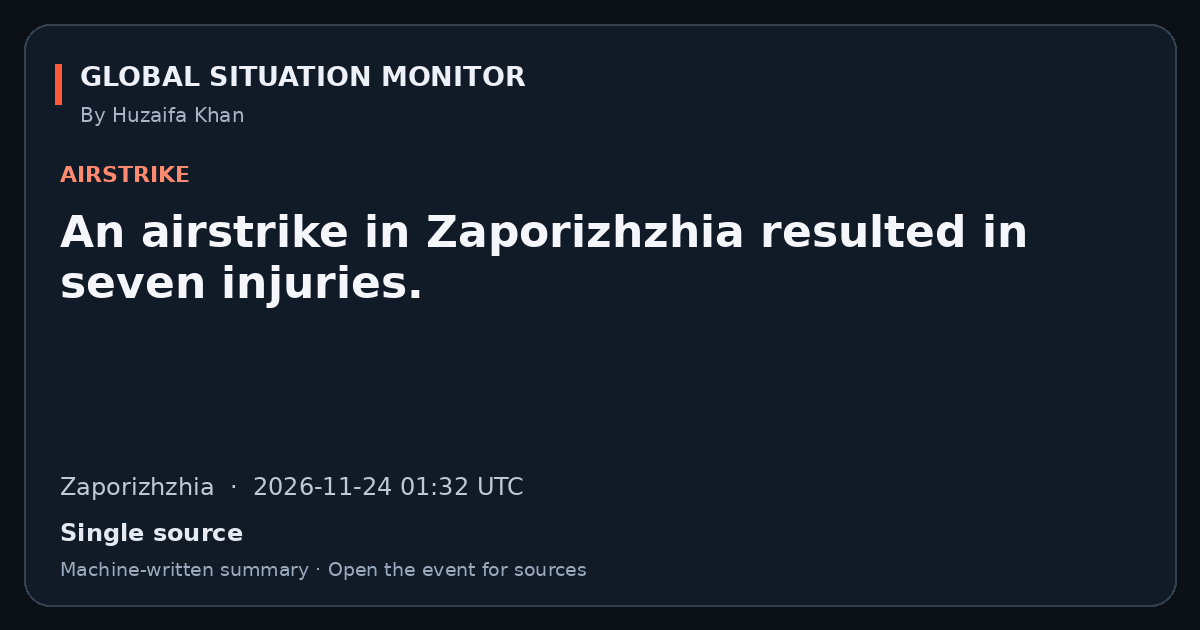 GLOBAL SITUATION MONITOR
By Huzaifa Khan
AIRSTRIKE
An airstrike in Zaporizhzhia resulted in
seven injuries.
Zaporizhzhia · 2026-11-24 01:32 UTC
Single source
Machine-written summary · Open the event for sources